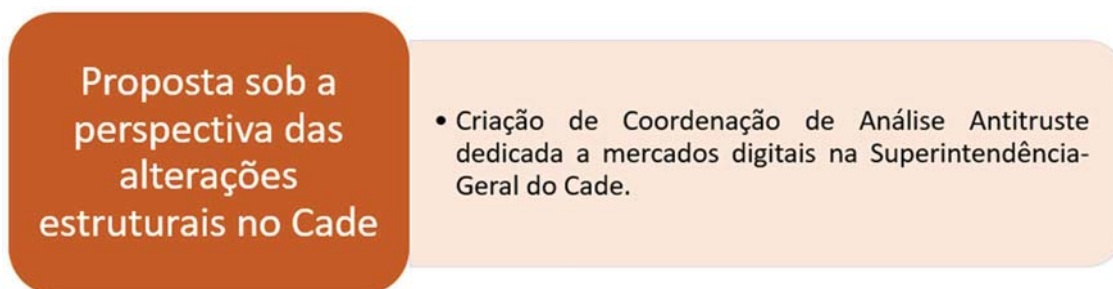 Proposta sob a
perspectiva das
alterações
estruturais no Cade
• Criação de Coordenação de Análise Antitruste
dedicada a mercados digitais na Superintendência-
Geral do Cade.